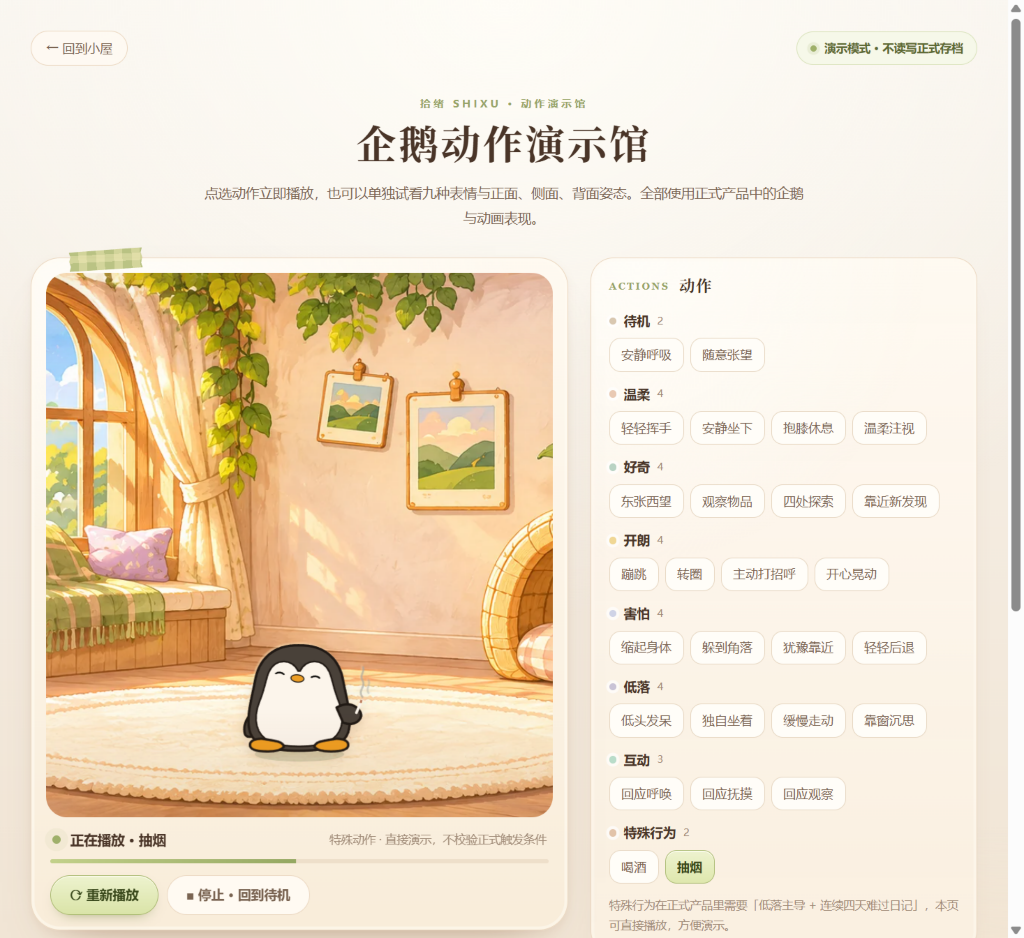 ← 回到小屋
演示模式 · 不读写正式存档
拾绪 SHIXU · 动作演示馆
企鹅动作演示馆
点选动作立即播放，也可以单独试看九种表情与正面、侧面、背面姿态。全部使用正式产品中的企鹅
与动画表现。
正在播放 · 抽烟
特殊动作 · 直接演示，不校验正式触发条件
重新播放
停止 · 回到待机
ACTIONS 动作
待机 2
安静呼吸 随意张望
温柔 4
轻轻挥手 安静坐下 抱膝休息 温柔注视
好奇 4
东张西望 观察物品 四处探索 靠近新发现
开朗 4
蹦跳 转圈 主动打招呼 开心晃动
害怕 4
缩起身体 躲到角落 犹豫靠近 轻轻后退
低落 4
低头发呆 独自坐着 缓慢走动 靠窗沉思
互动 3
回应呼唤 回应抚摸 回应观察
特殊行为 2
喝酒 抽烟
特殊行为在正式产品里需要「低落主导 + 连续四天难过日记」，本页
可直接播放，方便演示。